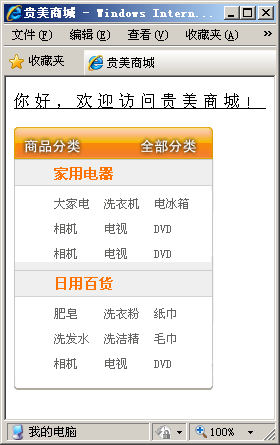 贵美商城 - Windows Intern...
文件(F) 编辑(E) 查看(V) 收藏夹(A) »
收藏夹 贵美商城
你好，欢迎访问贵美商城！
商品分类 全部分类
家用电器
大家电 洗衣机 电冰箱
相机 电视 DVD
相机 电视 DVD
日用百货
肥皂 洗衣粉 纸巾
洗发水 洗洁精 毛巾
相机 电视 DVD
我的电脑 100%